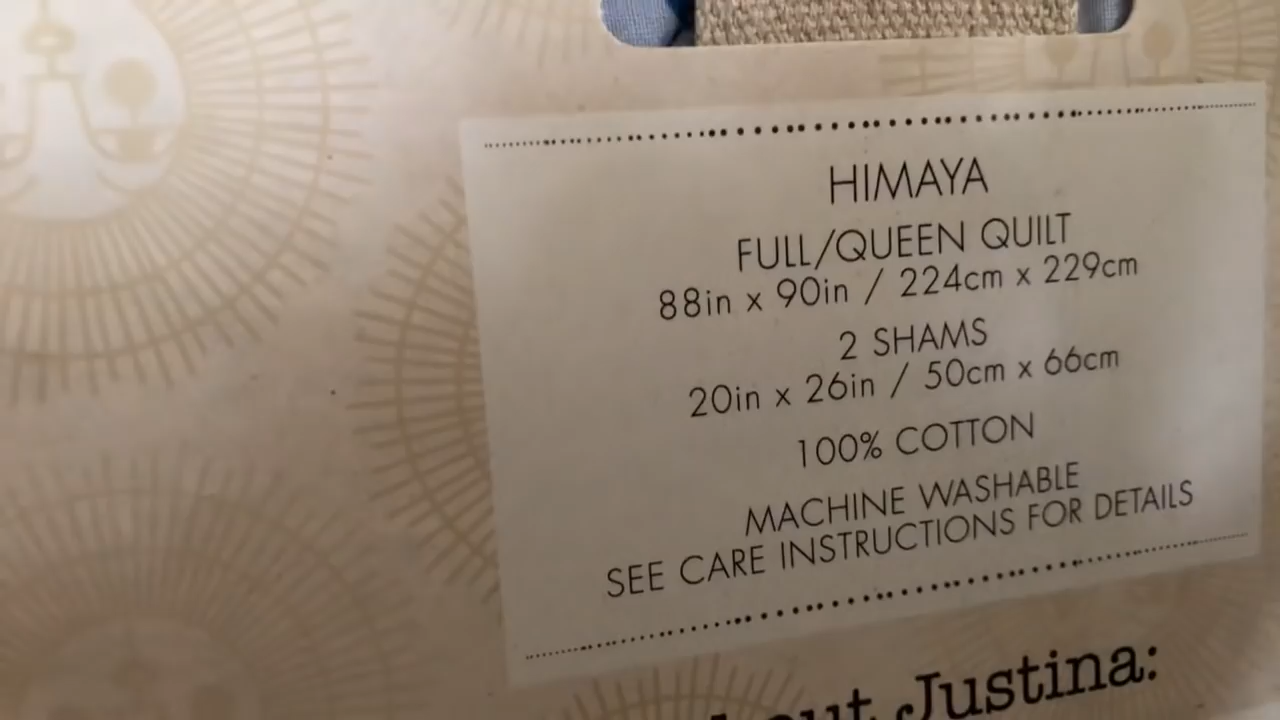 HIMAYA
FULL/QUEEN QUILT
88in x 90in / 224cm x 229cm
2 SHAMS
20in x 26in / 50cm x 66cm
100% COTTON
MACHINE WASHABLE
SEE CARE INSTRUCTIONS FOR DETAILS
Justina: